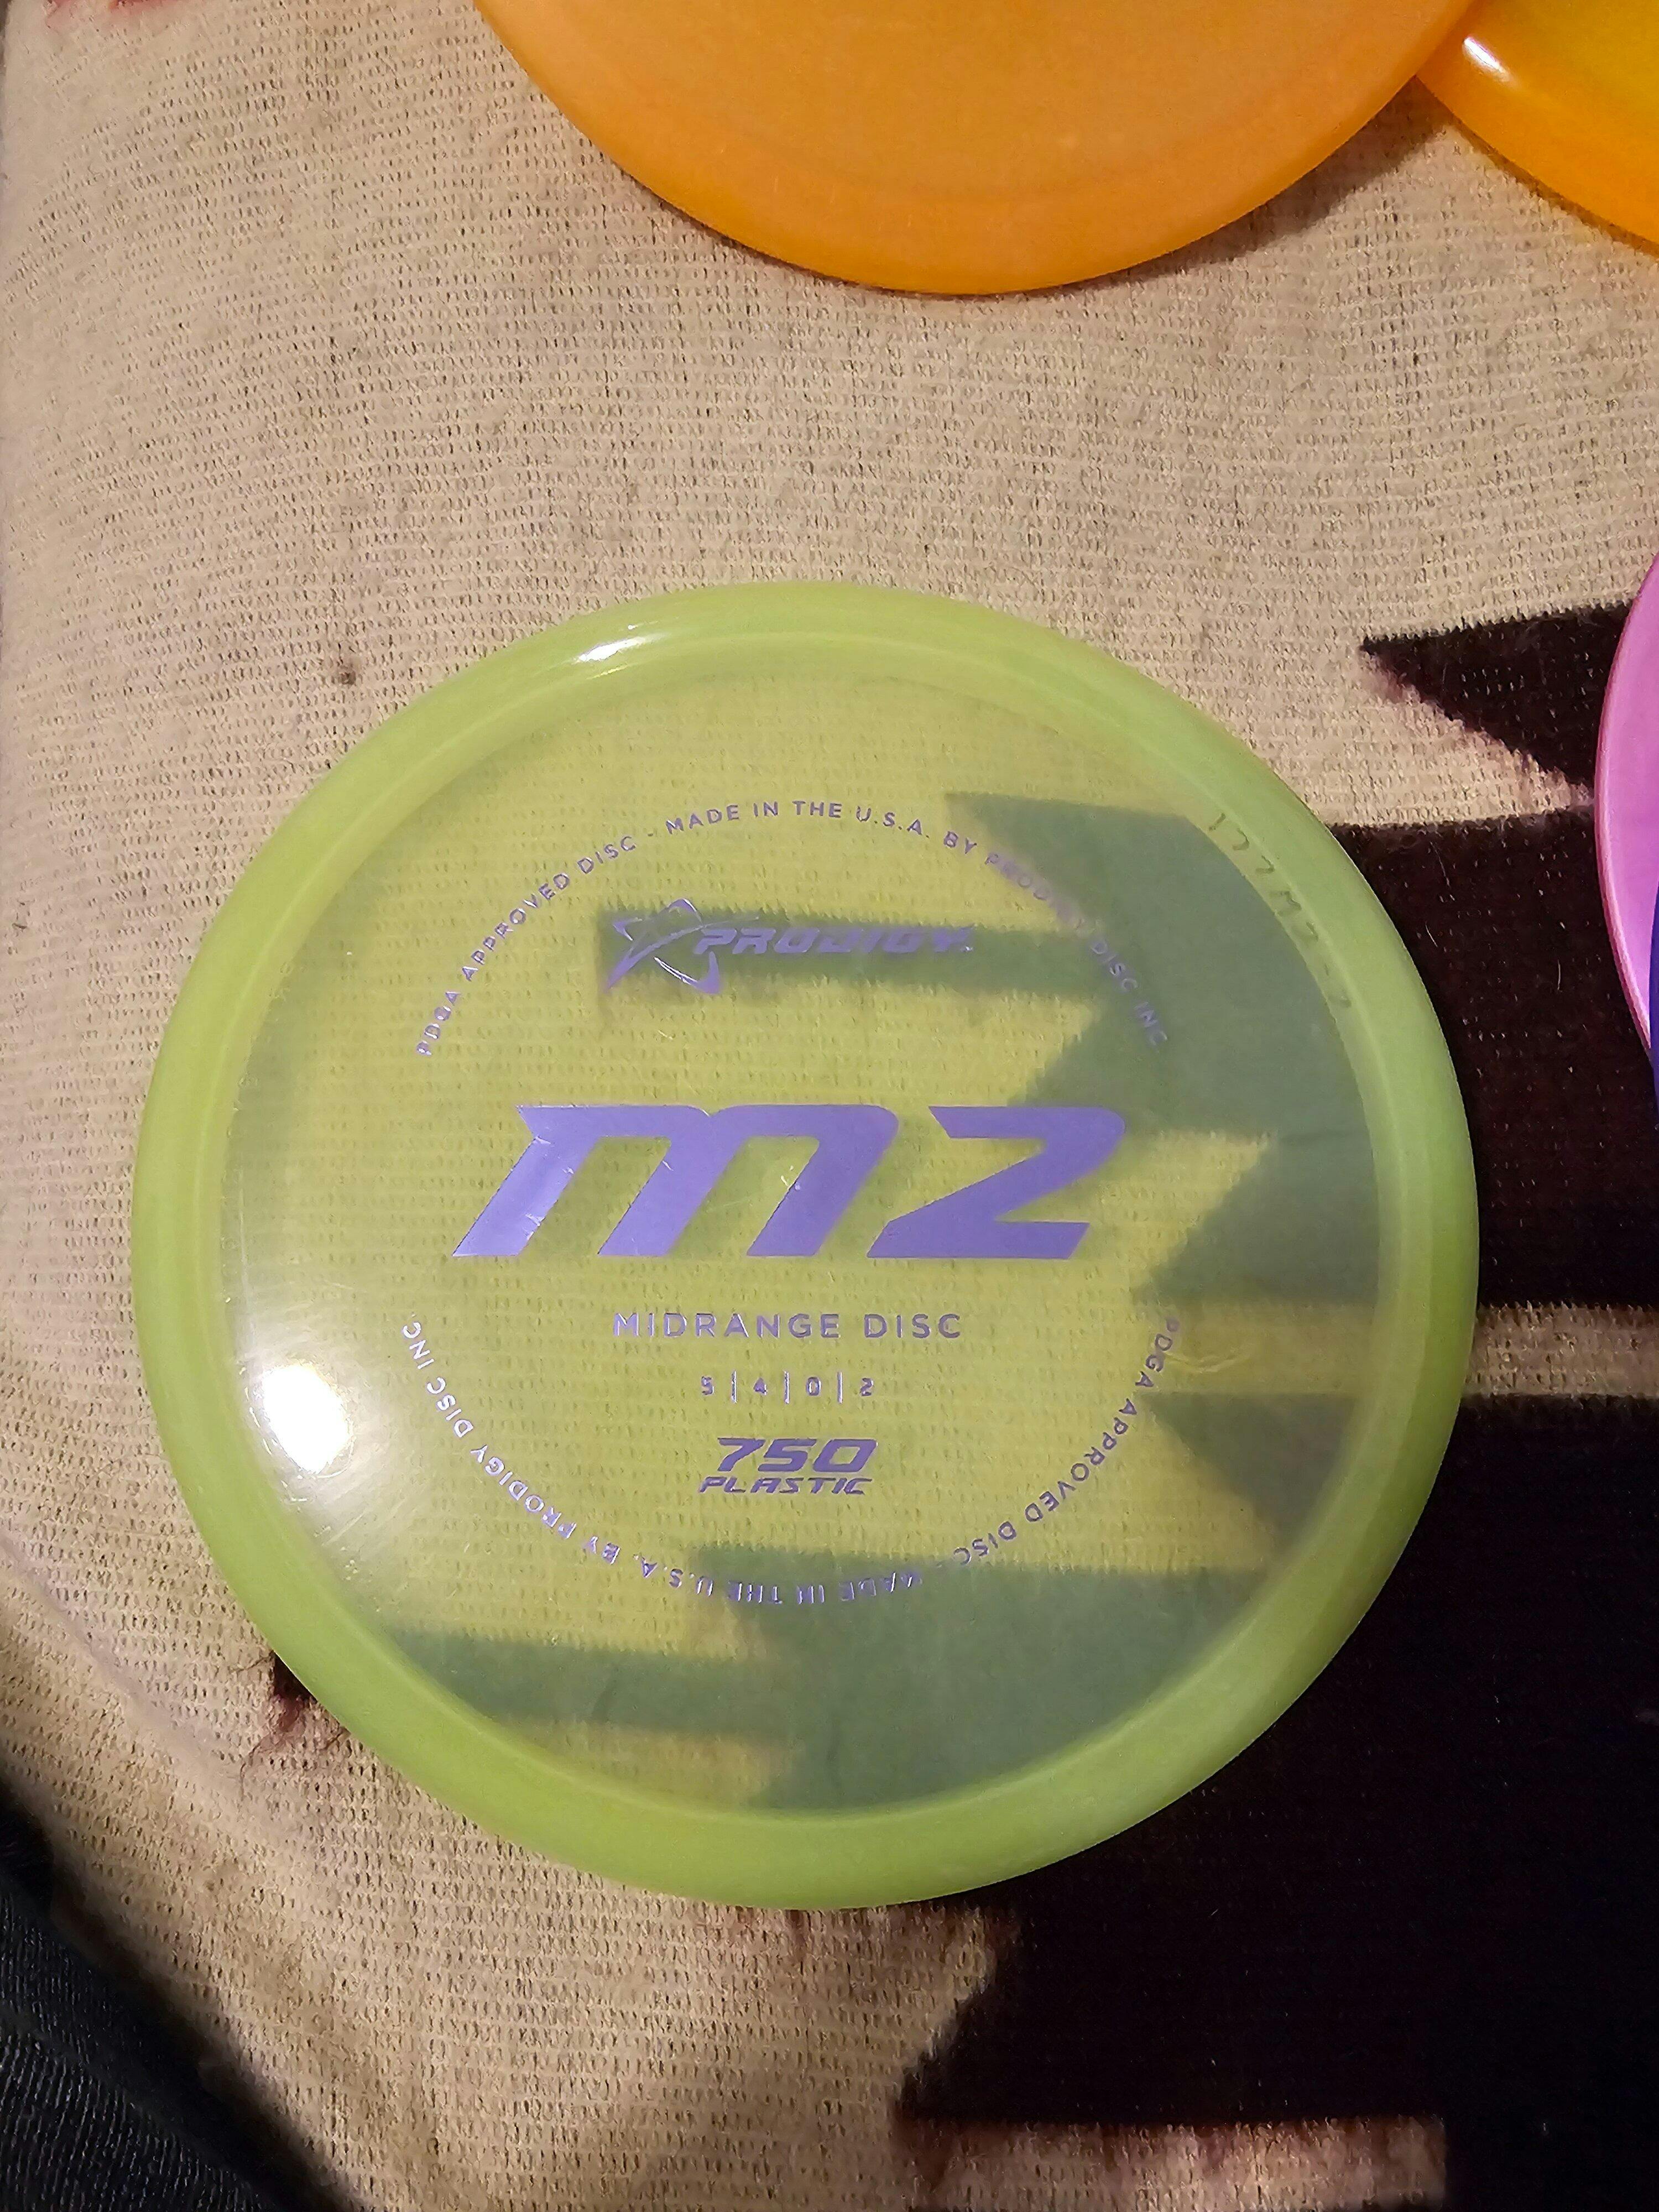 PDGA APPROVED DISC - MADE IN THE U.S.A. BY PRODIGY DISC INC
PRODIGY
M2
MIDRANGE DISC
5 | 4 | 0 | 2
750
PLASTIC
PDGA APPROVED DISC - MADE IN THE U.S.A. BY PRODIGY DISC INC